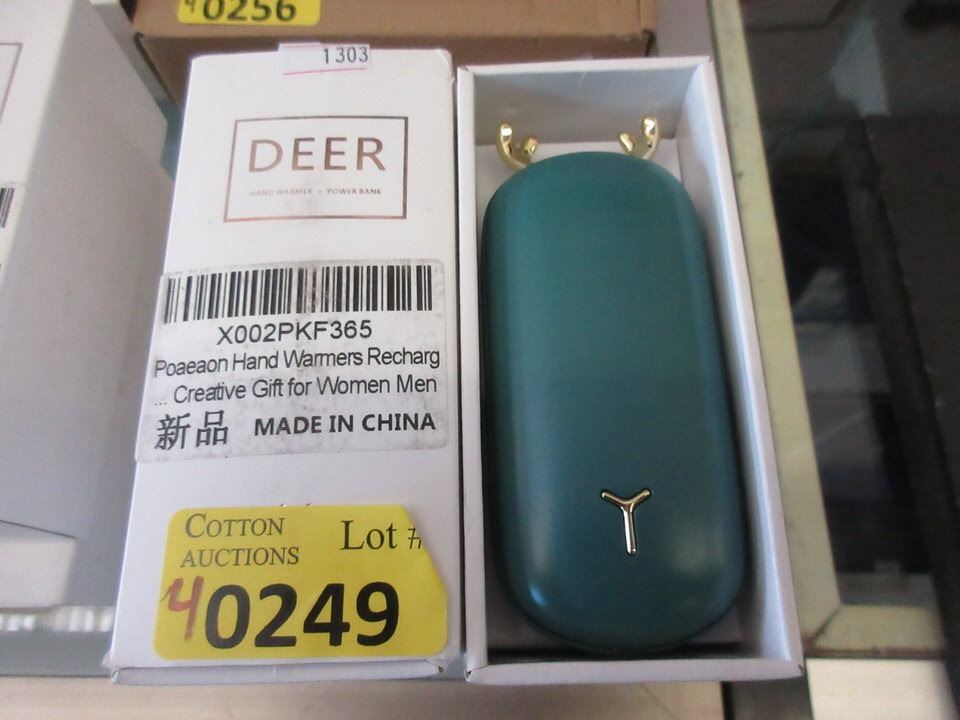 40256
1303
DEER
HAND WARMER • POWER BANK
X002PKF365
Poaeaon Hand Warmers Recharg
... Creative Gift for Women Men
新品 MADE IN CHINA
COTTON AUCTIONS Lot #
40249